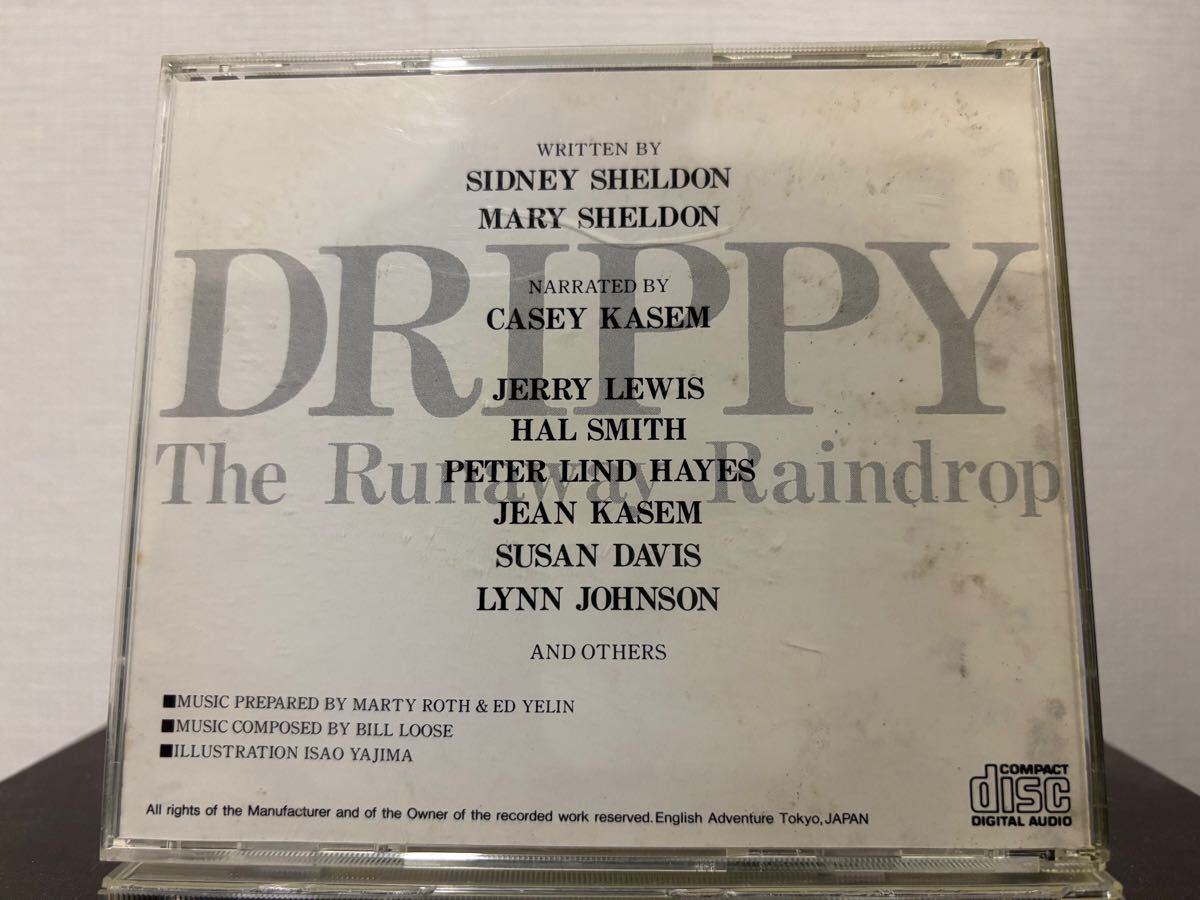 WRITTEN BY
SIDNEY SHELDON
MARY SHELDON
DRIPPY
NARRATED BY
CASEY KASEM
JERRY LEWIS
HAL SMITH
The Runaway Raindrop
PETER LIND HAYES
JEAN KASEM
SUSAN DAVIS
LYNN JOHNSON
AND OTHERS
■MUSIC PREPARED BY MARTY ROTH & ED YELIN
■MUSIC COMPOSED BY BILL LOOSE
■ILLUSTRATION ISAO YAJIMA
All rights of the Manufacturer and of the Owner of the recorded work reserved. English Adventure Tokyo, JAPAN
COMPACT
disc
DIGITAL AUDIO